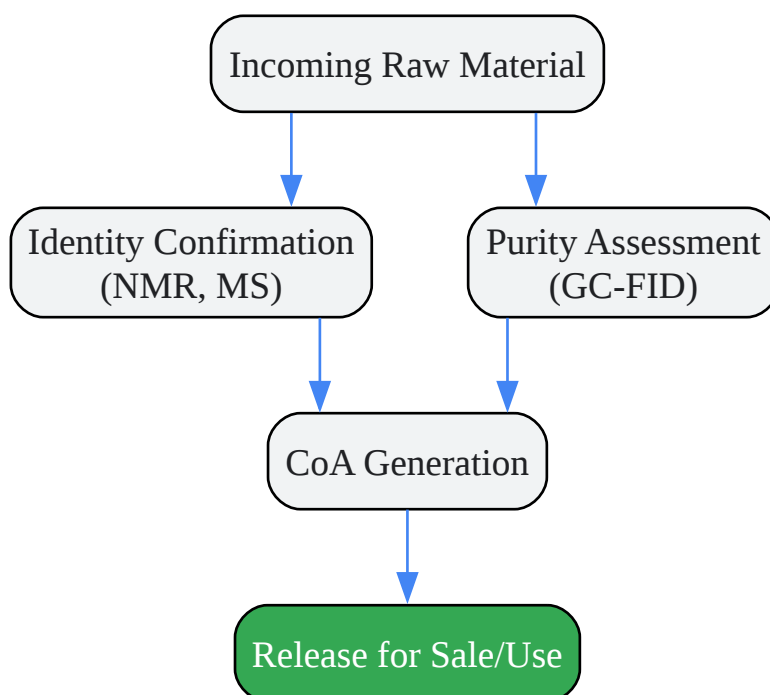 Incoming Raw Material
Identity Confirmation
(NMR, MS)
Purity Assessment
(GC-FID)
CoA Generation
Release for Sale/Use